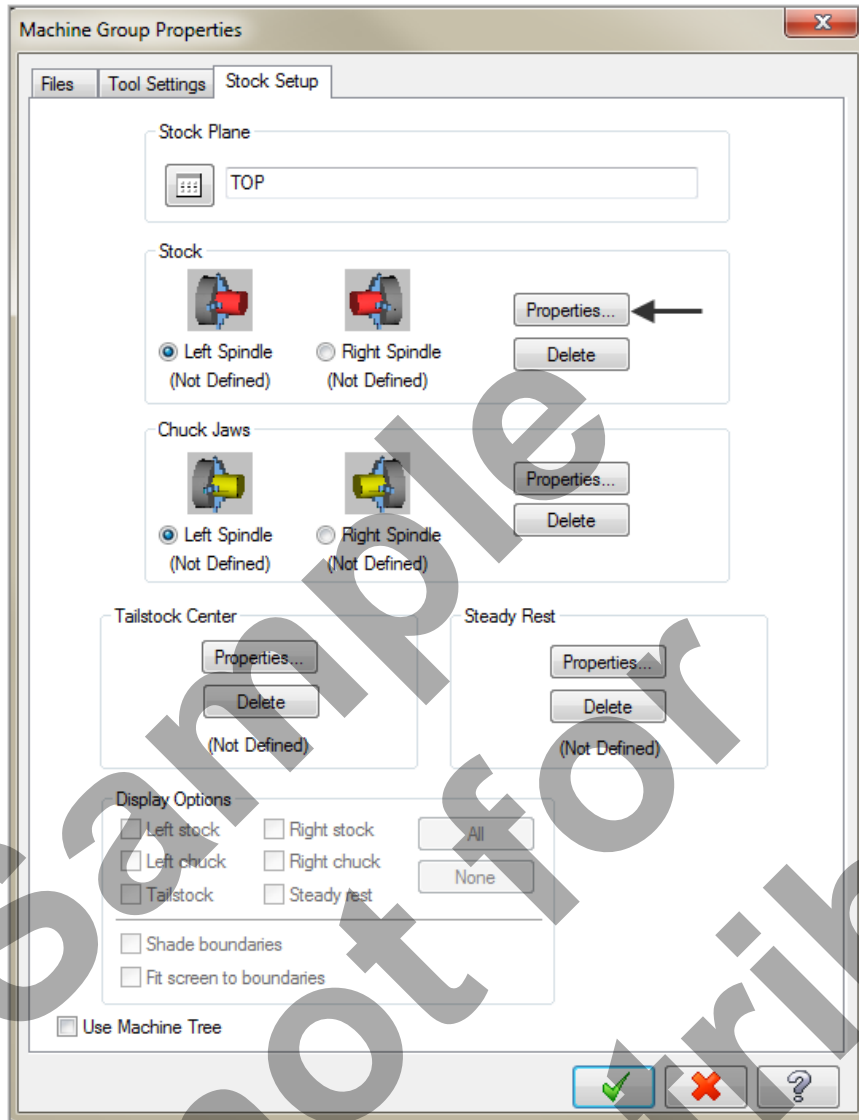 Machine Group Properties
Files Tool Settings Stock Setup
Stock Plane
TOP
Stock
Left Spindle Right Spindle Properties...
(Not Defined) (Not Defined) Delete
Chuck Jaws
Left Spindle Right Spindle Properties...
(Not Defined) (Not Defined) Delete
Tailstock Center
Properties...
Delete
(Not Defined)
Steady Rest
Properties...
Delete
(Not Defined)
Display Options
Left stock Right stock All
Left chuck Right chuck None
Tailstock Steady rest
Shade boundaries
Fit screen to boundaries
Use Machine Tree
Sample
not for